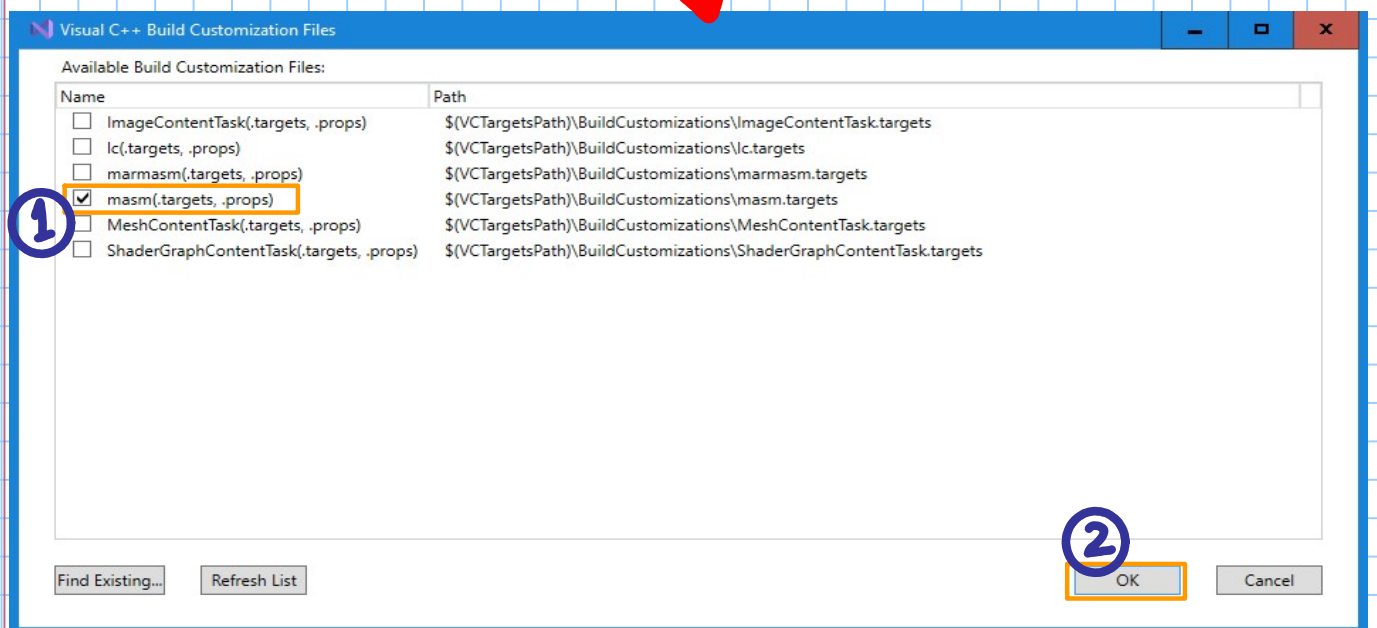 Visual C++ Build Customization Files
Available Build Customization Files:
Name Path
ImageContentTask(.targets, .props) $(VCTargetsPath)\BuildCustomizations\ImageContentTask.targets
lc(.targets, .props) $(VCTargetsPath)\BuildCustomizations\lc.targets
marmasm(.targets, .props) $(VCTargetsPath)\BuildCustomizations\marmasm.targets
masm(.targets, .props) $(VCTargetsPath)\BuildCustomizations\masm.targets
1
MeshContentTask(.targets, .props) $(VCTargetsPath)\BuildCustomizations\MeshContentTask.targets
ShaderGraphContentTask(.targets, .props) $(VCTargetsPath)\BuildCustomizations\ShaderGraphContentTask.targets
2
Find Existing... Refresh List OK Cancel